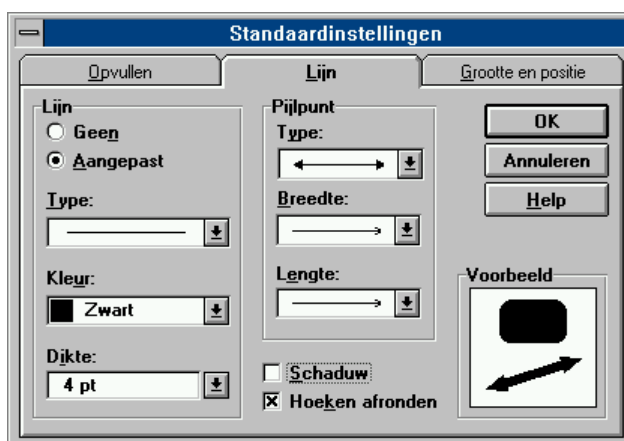 Standaardinstellingen
Opvullen
Lijn
Grootte en positie
Lijn
Geen
Aangepast
Type:
Kleur:
Zwart
Dikte:
4 pt
Pijlpunt
Type:
Breedte:
Lengte:
Schaduw
Hoeken afronden
OK
Annuleren
Help
Voorbeeld